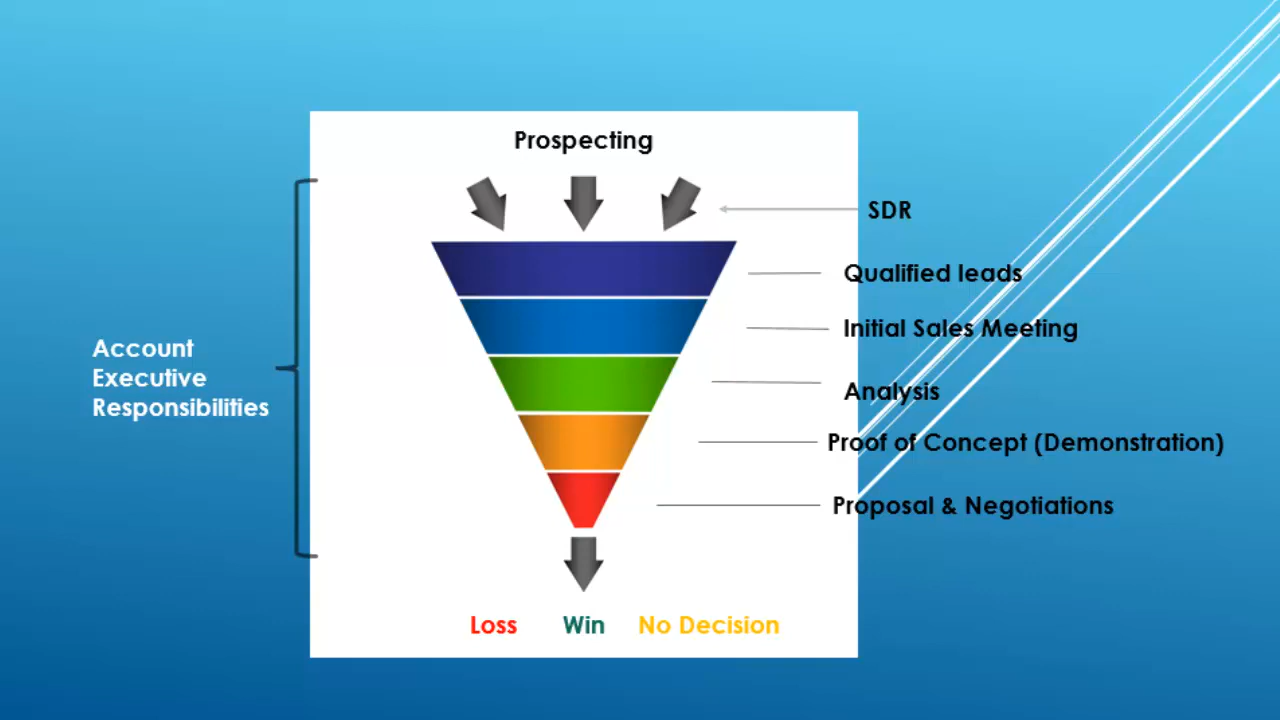 Prospecting
SDR
Qualified leads
Initial Sales Meeting
Account
Executive
Responsibilities
Analysis
Proof of Concept (Demonstration)
Proposal & Negotiations
Loss Win No Decision